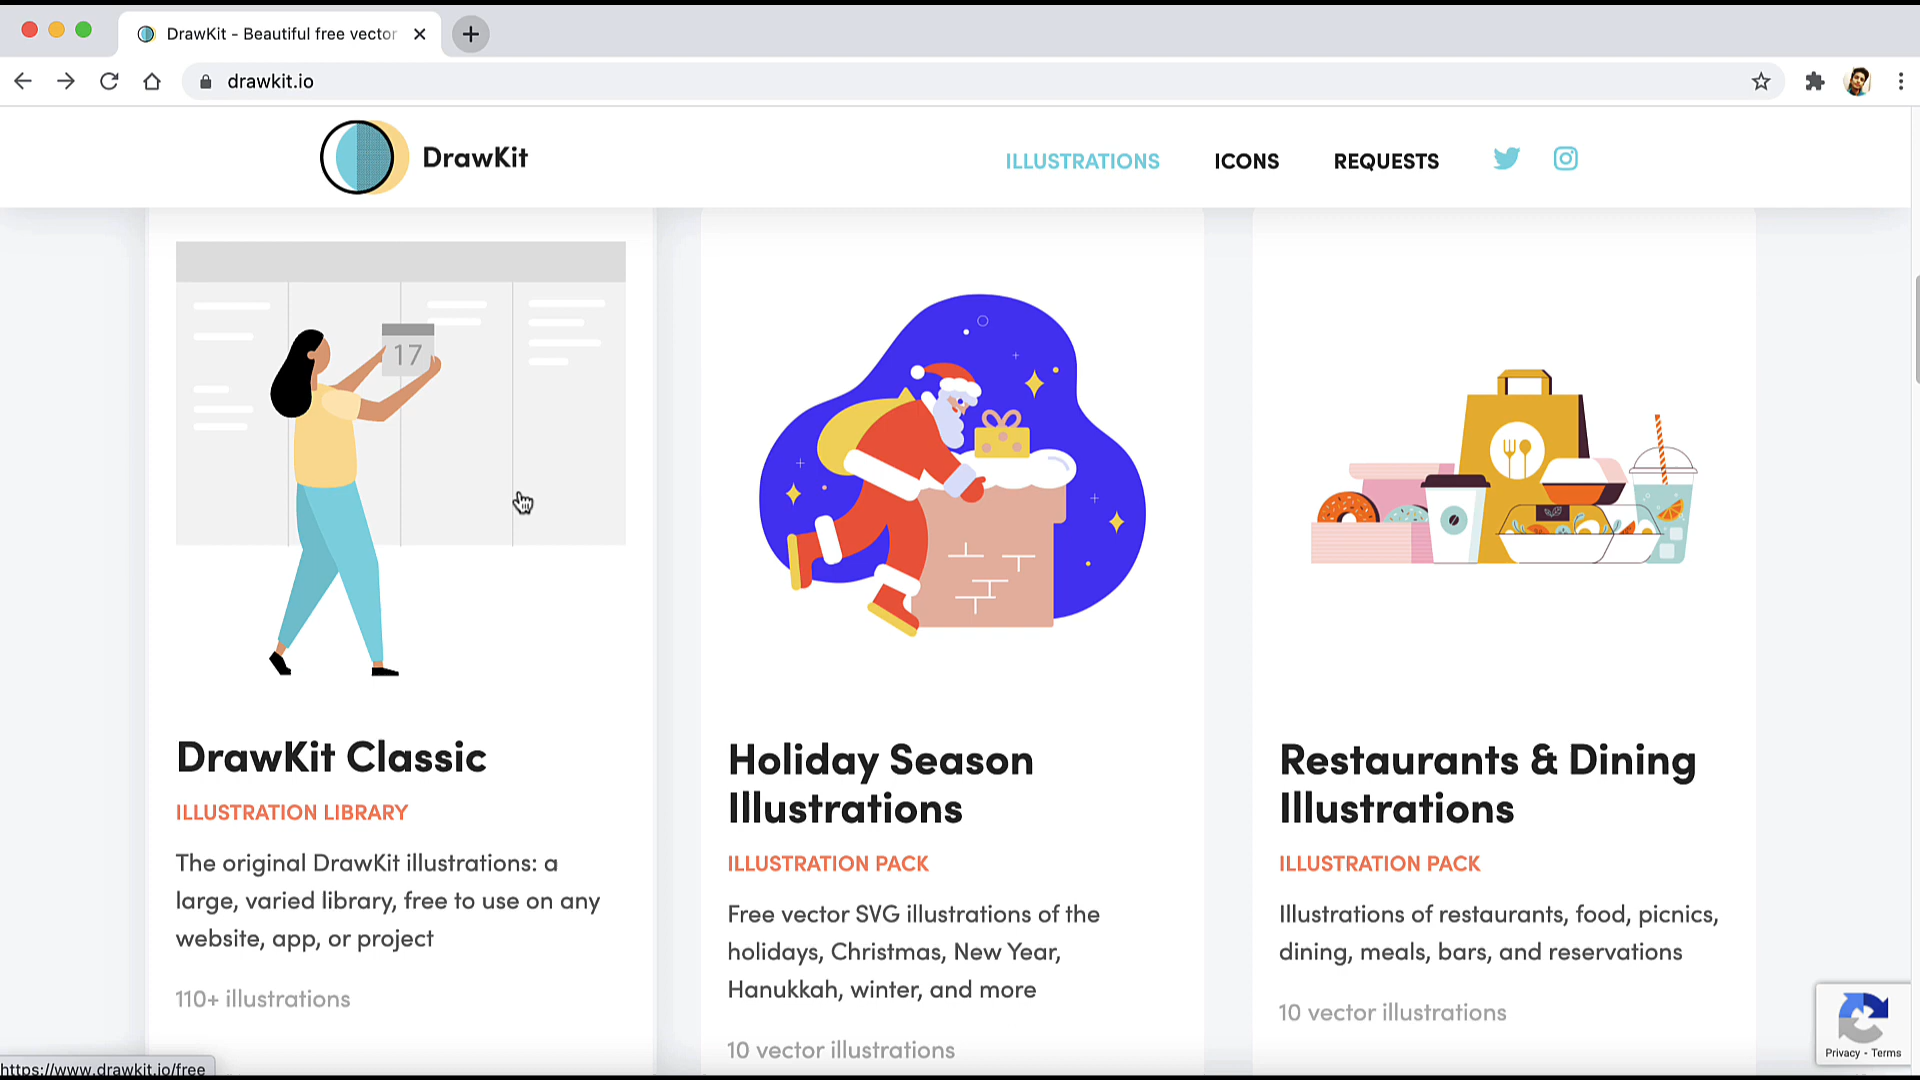 DrawKit - Beautiful free vector
drawkit.io
DrawKit
ILLUSTRATIONS
ICONS
REQUESTS
17
DrawKit Classic
ILLUSTRATION LIBRARY
The original DrawKit illustrations: a
large, varied library, free to use on any
website, app, or project
110+ illustrations
Holiday Season
Illustrations
ILLUSTRATION PACK
Free vector SVG illustrations of the
holidays, Christmas, New Year,
Hanukkah, winter, and more
10 vector illustrations
Restaurants & Dining
Illustrations
ILLUSTRATION PACK
Illustrations of restaurants, food, picnics,
dining, meals, bars, and reservations
10 vector illustrations
Privacy - Terms
https://www.drawkit.io/free